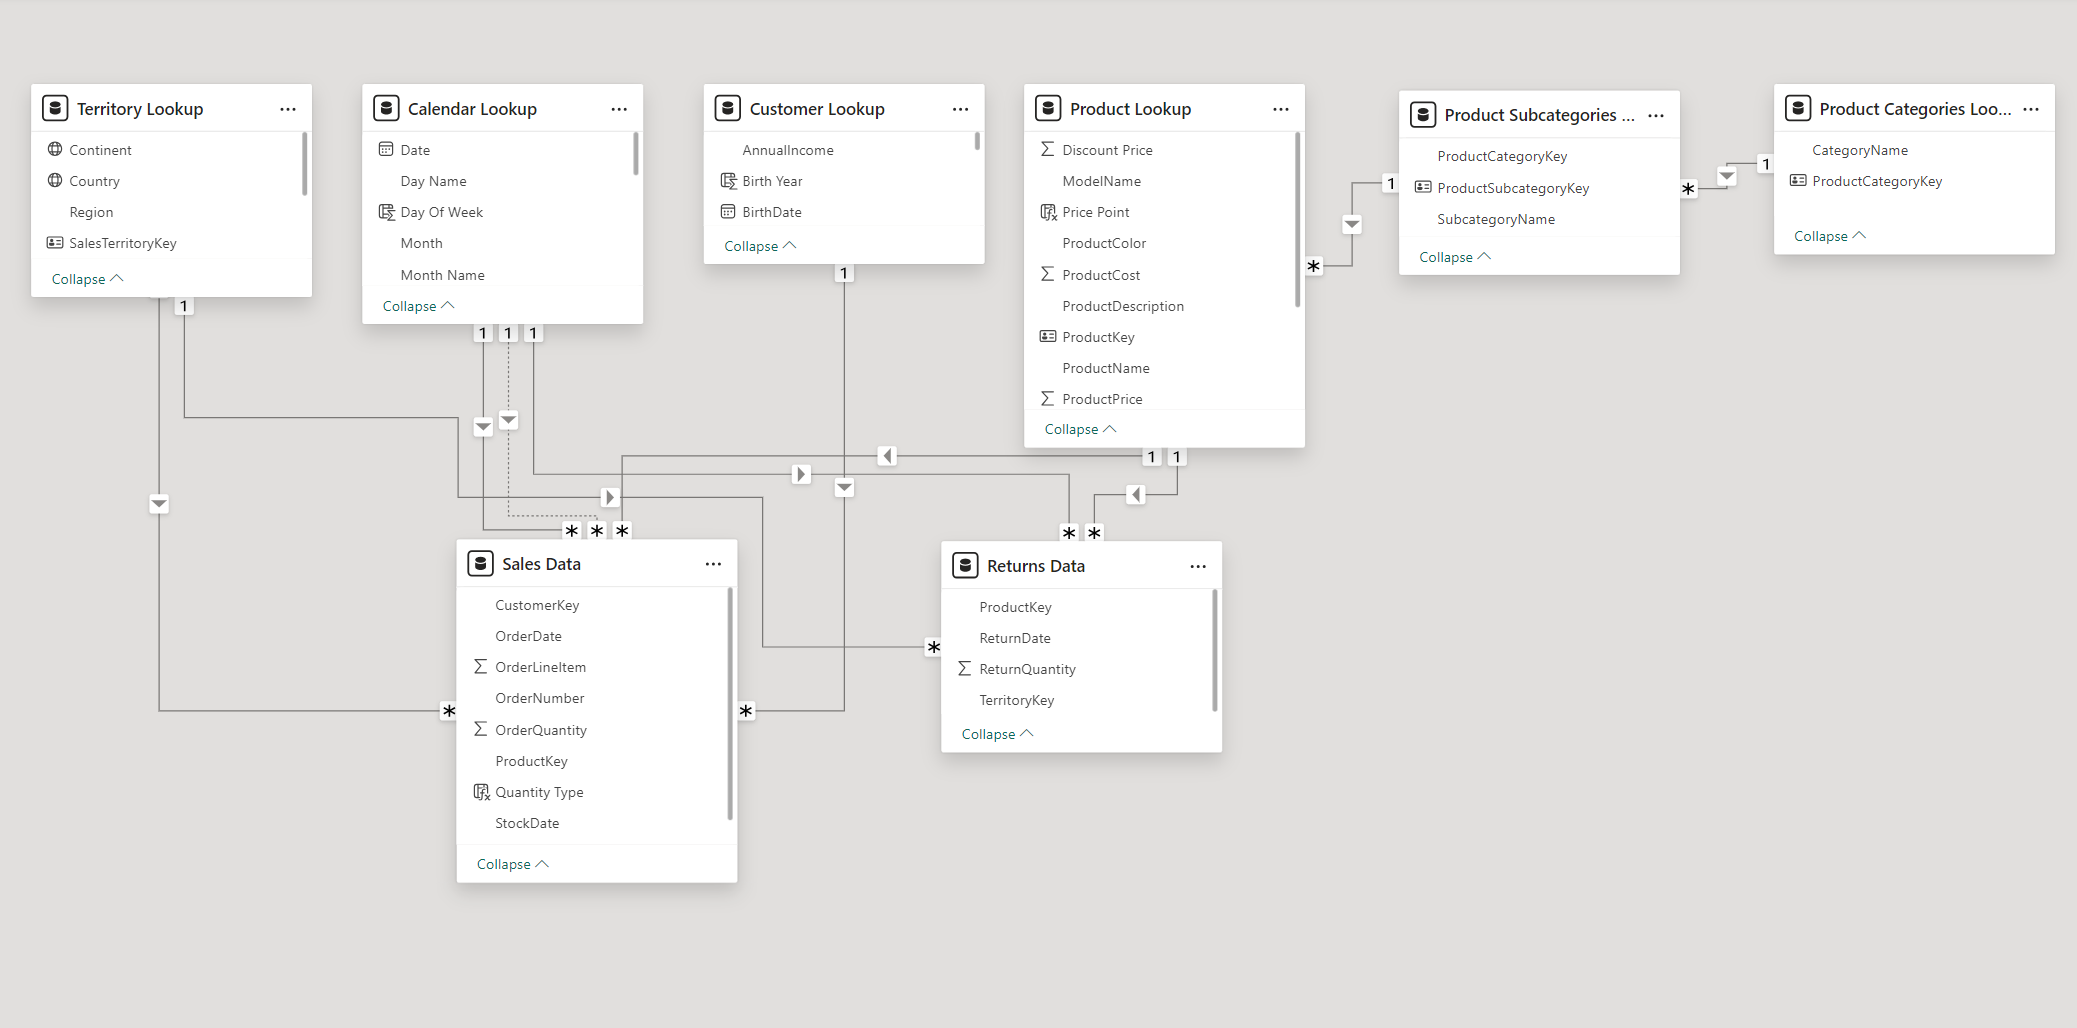 Territory Lookup
Continent
Country
Region
SalesTerritoryKey
Collapse
Calendar Lookup
Date
Day Name
Day Of Week
Month
Month Name
Collapse
Customer Lookup
AnnualIncome
Birth Year
BirthDate
Collapse
Product Lookup
Discount Price
ModelName
Price Point
ProductColor
ProductCost
ProductDescription
ProductKey
ProductName
ProductPrice
Collapse
Product Subcategories ...
ProductCategoryKey
ProductSubcategoryKey
SubcategoryName
Collapse
Product Categories Loo...
CategoryName
ProductCategoryKey
Collapse
1
*
1
*
1
1
1
1
1
1
1
*
*
*
*
*
*
*
*
Sales Data
CustomerKey
OrderDate
OrderLineItem
OrderNumber
OrderQuantity
ProductKey
Quantity Type
StockDate
Collapse
Returns Data
ProductKey
ReturnDate
ReturnQuantity
TerritoryKey
Collapse